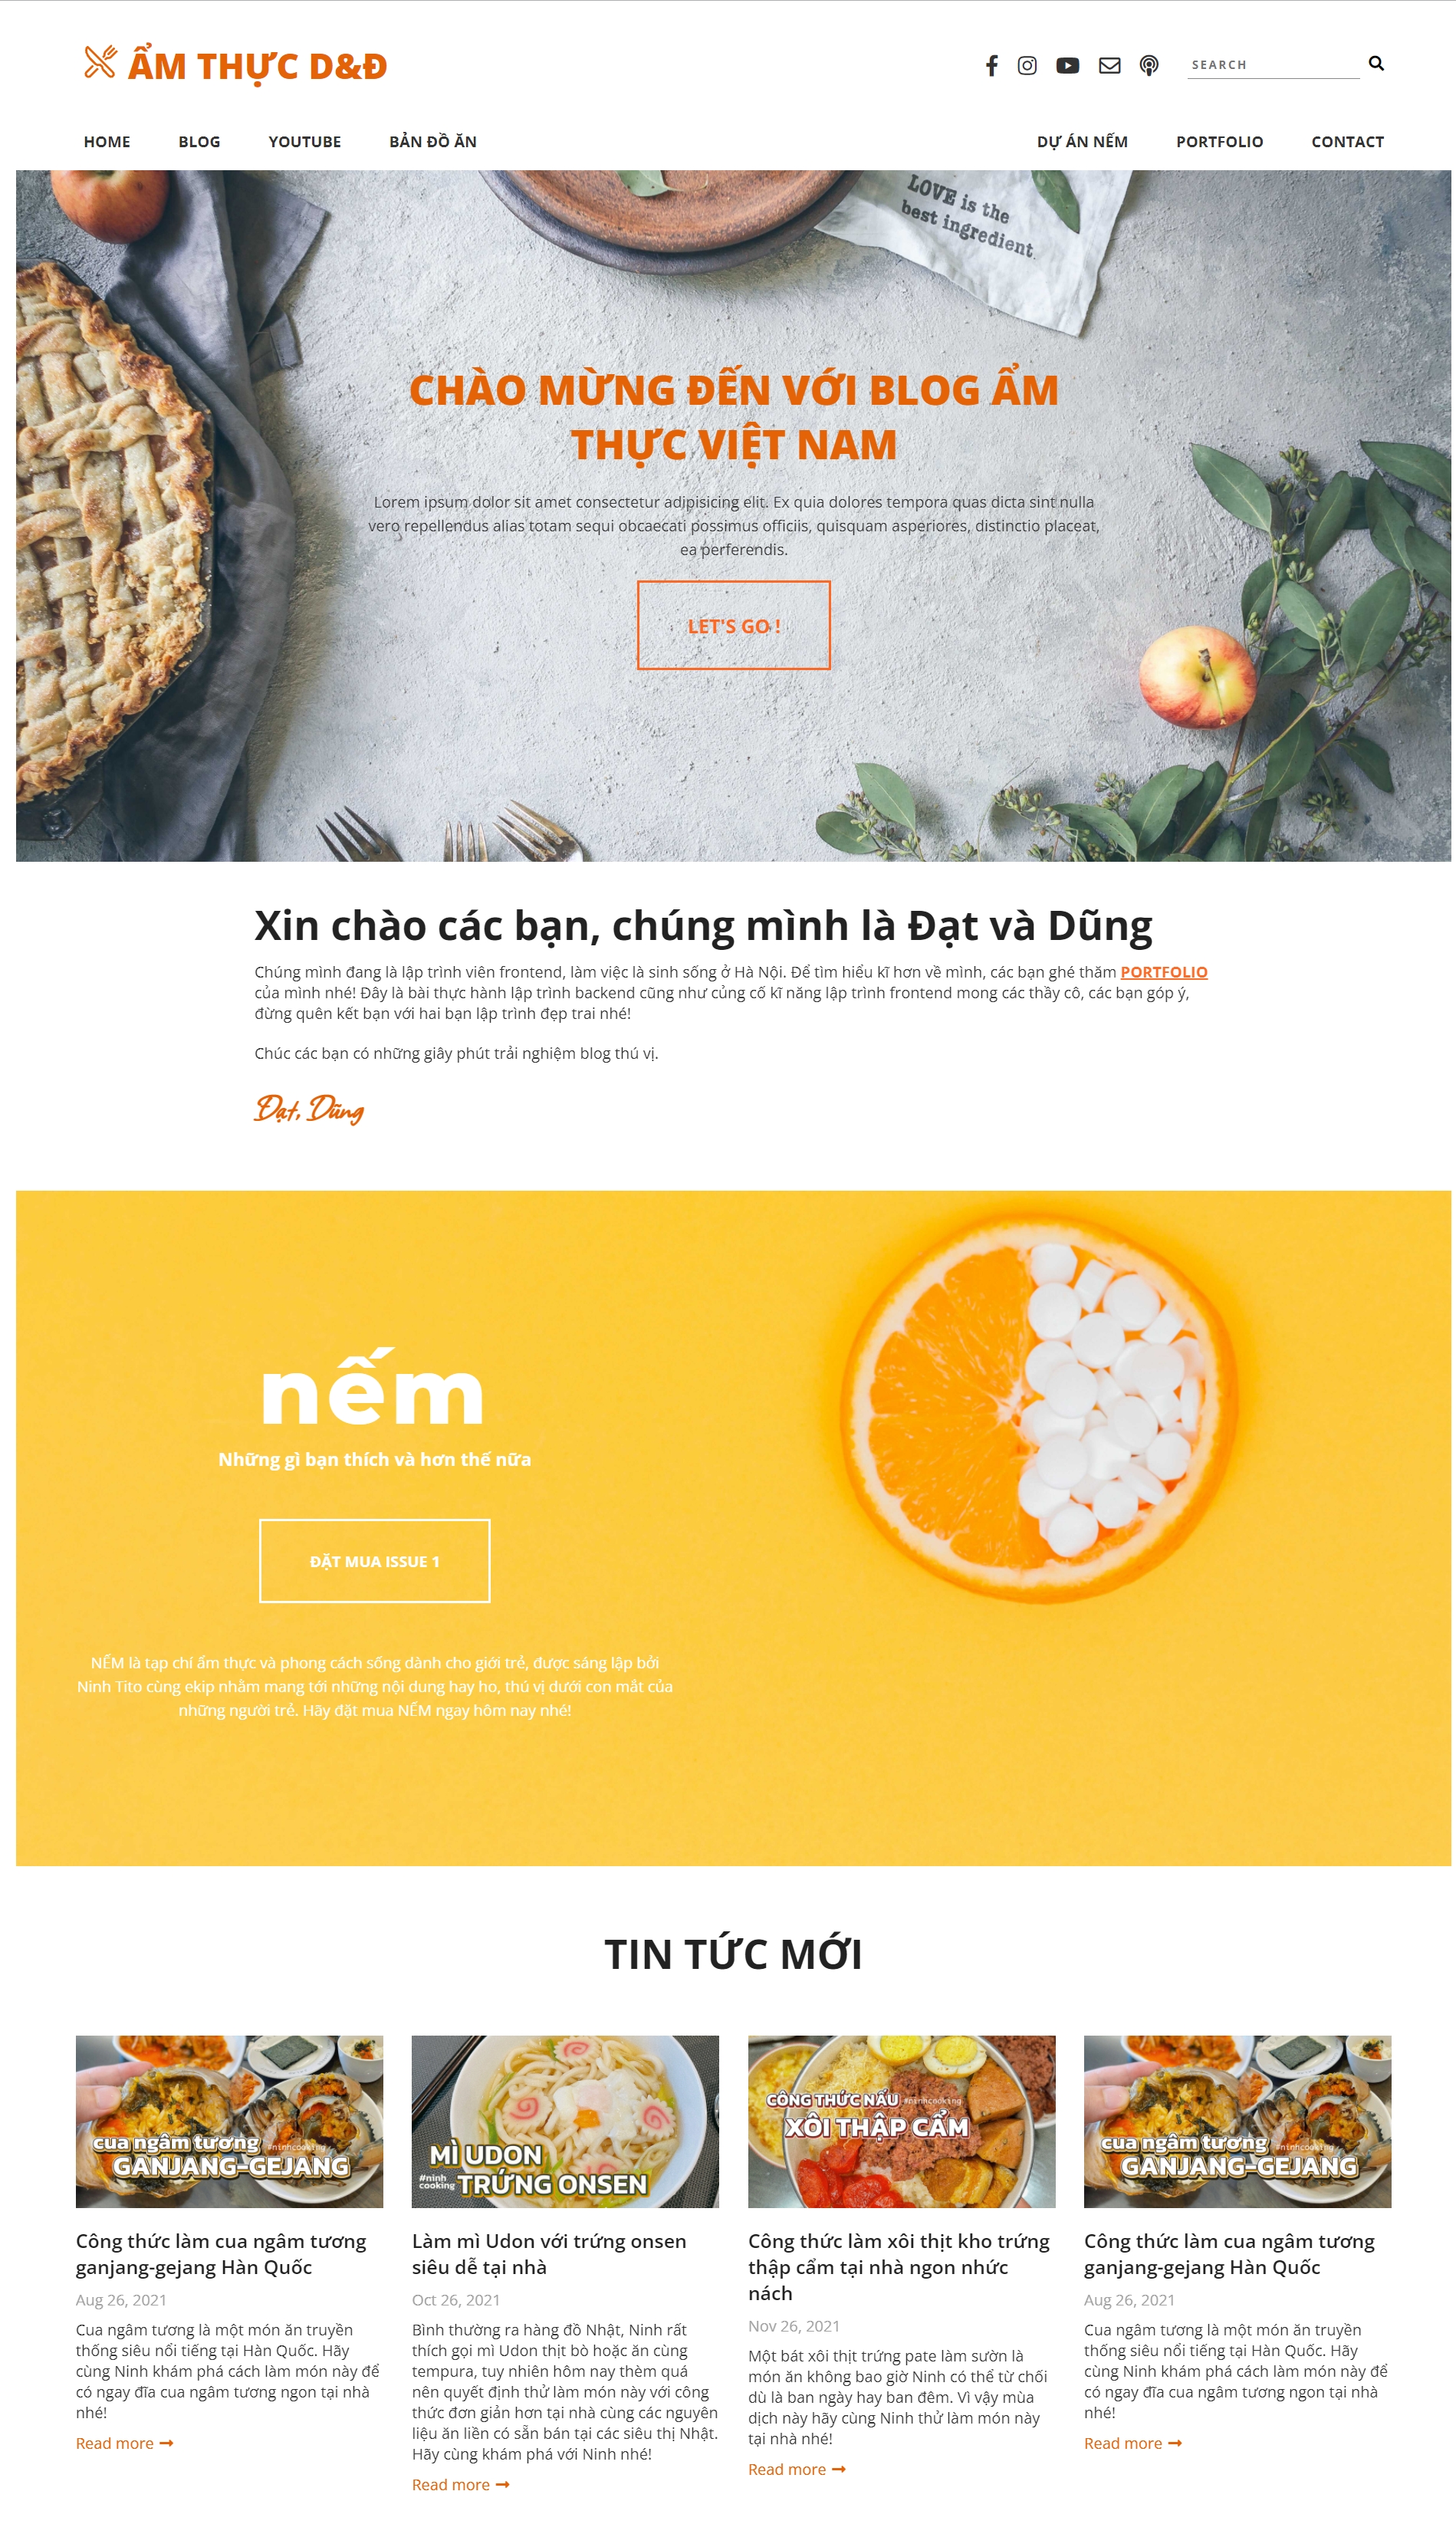 ẨM THỰC D&Đ
SEARCH
HOME BLOG YOUTUBE BẢN ĐỒ ĂN DỰ ÁN NẾM PORTFOLIO CONTACT
LOVE is the
best ingredient
CHÀO MỪNG ĐẾN VỚI BLOG ẨM
THỰC VIỆT NAM
Lorem ipsum dolor sit amet consectetur adipisicing elit. Ex quia dolores tempora quas dicta sint nulla
vero repellendus alias totam sequi obcaecati possimus officiis, quisquam asperiores, distinctio placeat,
ea perferendis.
LET'S GO !
Xin chào các bạn, chúng mình là Đạt và Dũng
Chúng mình đang là lập trình viên frontend, làm việc là sinh sống ở Hà Nội. Để tìm hiểu kĩ hơn về mình, các bạn ghé thăm PORTFOLIO
của mình nhé! Đây là bài thực hành lập trình backend cũng như củng cố kĩ năng lập trình frontend mong các thầy cô, các bạn góp ý,
đừng quên kết bạn với hai bạn lập trình đẹp trai nhé!
Chúc các bạn có những giây phút trải nghiệm blog thú vị.
Đạt, Dũng
nếm
Những gì bạn thích và hơn thế nữa
ĐẶT MUA ISSUE 1
NẾM là tạp chí ẩm thực và phong cách sống dành cho giới trẻ, được sáng lập bởi
Ninh Tito cùng ekip nhằm mang tới những nội dung hay ho, thú vị dưới con mắt của
những người trẻ. Hãy đặt mua NẾM ngay hôm nay nhé!
TIN TỨC MỚI
cua ngâm tương #ninhcooking
GANJANG-GEJANG
Công thức làm cua ngâm tương
ganjang-gejang Hàn Quốc
Aug 26, 2021
Cua ngâm tương là một món ăn truyền
thống siêu nổi tiếng tại Hàn Quốc. Hãy
cùng Ninh khám phá cách làm món này để
có ngay đĩa cua ngâm tương ngon tại nhà
nhé!
Read more
MÌ UDON
#ninh
cooking
TRỨNG ONSEN
Làm mì Udon với trứng onsen
siêu dễ tại nhà
Oct 26, 2021
Bình thường ra hàng đồ Nhật, Ninh rất
thích gọi mì Udon thịt bò hoặc ăn cùng
tempura, tuy nhiên hôm nay thèm quá
nên quyết định thử làm món này với công
thức đơn giản hơn tại nhà cùng các nguyên
liệu ăn liền có sẵn bán tại các siêu thị Nhật.
Hãy cùng khám phá với Ninh nhé!
Read more
CÔNG THỨC NẤU #ninhcooking
XÔI THẬP CẨM
Công thức làm xôi thịt kho trứng
thập cẩm tại nhà ngon nhức
nách
Nov 26, 2021
Một bát xôi thịt trứng pate làm sườn là
món ăn không bao giờ Ninh có thể từ chối
dù là ban ngày hay ban đêm. Vì vậy mùa
dịch này hãy cùng Ninh thử làm món này
tại nhà nhé!
Read more
cua ngâm tương #ninhcooking
GANJANG-GEJANG
Công thức làm cua ngâm tương
ganjang-gejang Hàn Quốc
Aug 26, 2021
Cua ngâm tương là một món ăn truyền
thống siêu nổi tiếng tại Hàn Quốc. Hãy
cùng Ninh khám phá cách làm món này để
có ngay đĩa cua ngâm tương ngon tại nhà
nhé!
Read more